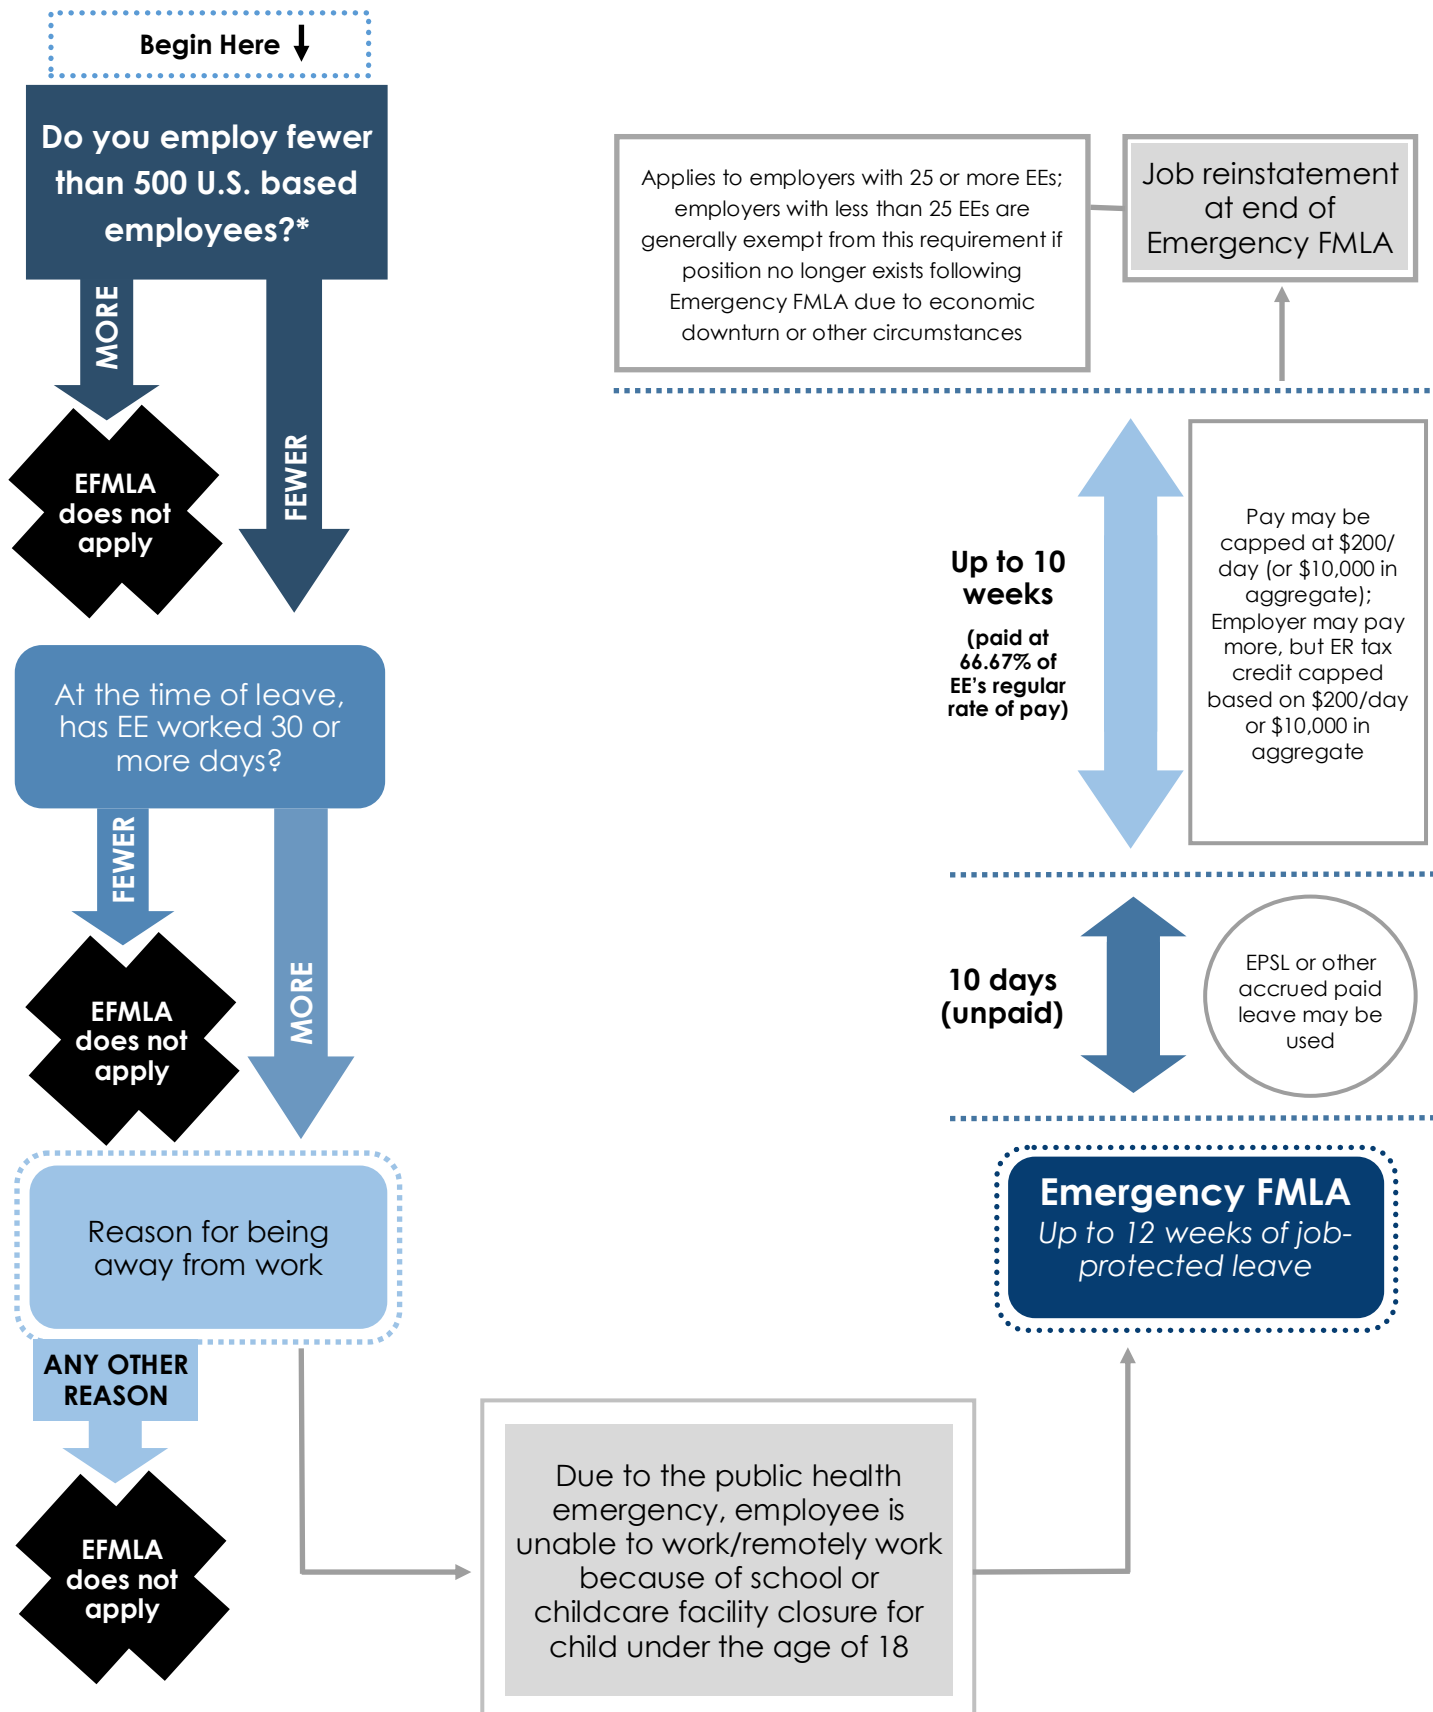 Begin Here
Do you employ fewer
than 500 U.S. based
employees?*
MORE
FEWER
EFMLA
does not
apply
At the time of leave,
has EE worked 30 or
more days?
FEWER
MORE
EFMLA
does not
apply
Reason for being
away from work
ANY OTHER
REASON
EFMLA
does not
apply
Due to the public health
emergency, employee is
unable to work/remotely work
because of school or
childcare facility closure for
child under the age of 18
Emergency FMLA
Up to 12 weeks of job-
protected leave
10 days
(unpaid)
EPSL or other
accrued paid
leave may be
used
Up to 10
weeks
(paid at
66.67% of
EE's regular
rate of pay)
Pay may be
capped at $200/
day (or $10,000 in
aggregate);
Employer may pay
more, but ER tax
credit capped
based on $200/day
or $10,000 in
aggregate
Job reinstatement
at end of
Emergency FMLA
Applies to employers with 25 or more EEs;
employers with less than 25 EEs are
generally exempt from this requirement if
position no longer exists following
Emergency FMLA due to economic
downturn or other circumstances